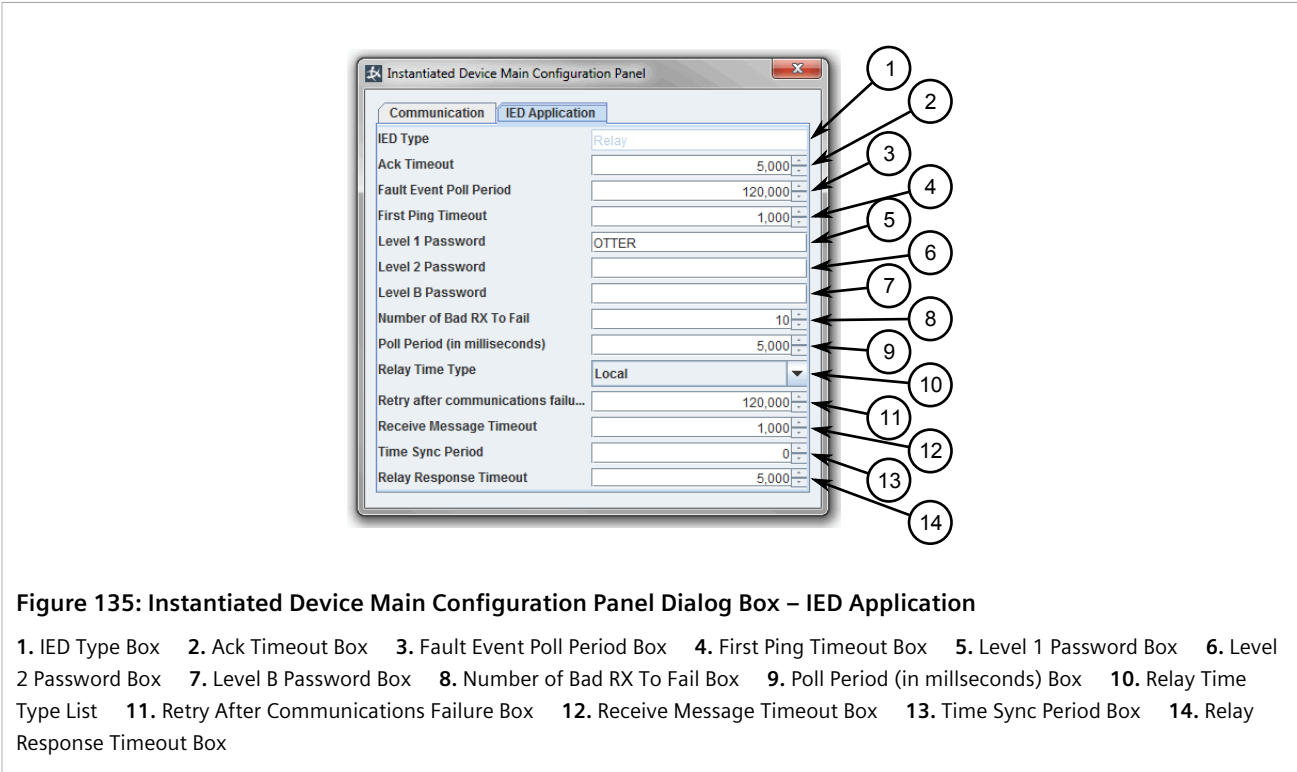 Instantiated Device Main Configuration Panel
Communication IED Application
IED Type Relay
Ack Timeout 5,000
Fault Event Poll Period 120,000
First Ping Timeout 1,000
Level 1 Password OTTER
Level 2 Password
Level B Password
Number of Bad RX To Fail 10
Poll Period (in milliseconds) 5,000
Relay Time Type Local
Retry after communications failu... 120,000
Receive Message Timeout 1,000
Time Sync Period 0
Relay Response Timeout 5,000
1
2
3
4
5
6
7
8
9
10
11
12
13
14
Figure 135: Instantiated Device Main Configuration Panel Dialog Box – IED Application
1. IED Type Box 2. Ack Timeout Box 3. Fault Event Poll Period Box 4. First Ping Timeout Box 5. Level 1 Password Box 6. Level
2 Password Box 7. Level B Password Box 8. Number of Bad RX To Fail Box 9. Poll Period (in millseconds) Box 10. Relay Time
Type List 11. Retry After Communications Failure Box 12. Receive Message Timeout Box 13. Time Sync Period Box 14. Relay
Response Timeout Box